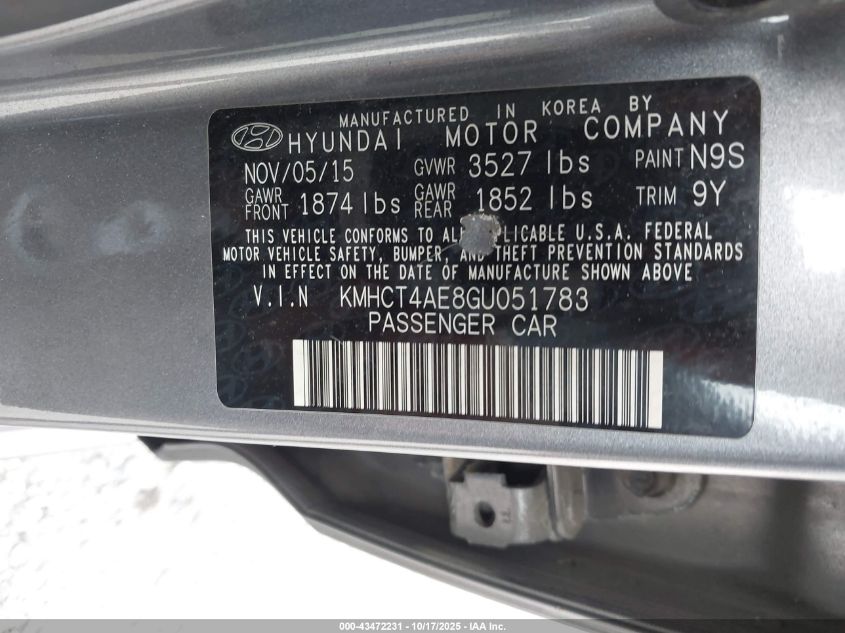 MANUFACTURED IN KOREA BY
HYUNDAI MOTOR COMPANY
NOV/05/15 GVWR 3527 lbs PAINT N9S
GAWR FRONT 1874 lbs GAWR REAR 1852 lbs TRIM 9Y
THIS VEHICLE CONFORMS TO U.S.A. FEDERAL
MOTOR VEHICLE SAFETY, BUMPER, AND THEFT PREVENTION STANDARDS
IN EFFECT ON THE DATE OF MANUFACTURE SHOWN ABOVE
V.I.N KMHCT4AE8GU051783
PASSENGER CAR
000-43472231 - 10/17/2025 - IAA Inc.